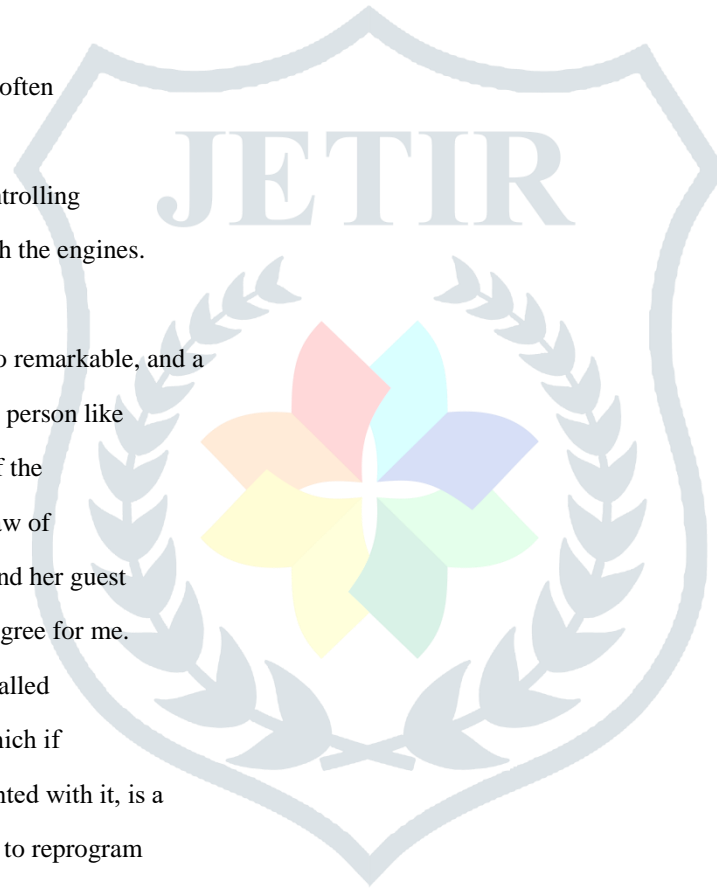 often
JETIR
trolling
h the engines.
o remarkable, and a
person like
f the
w of
nd her guest
gree for me.
alled
hich if
nted with it, is a
to reprogram